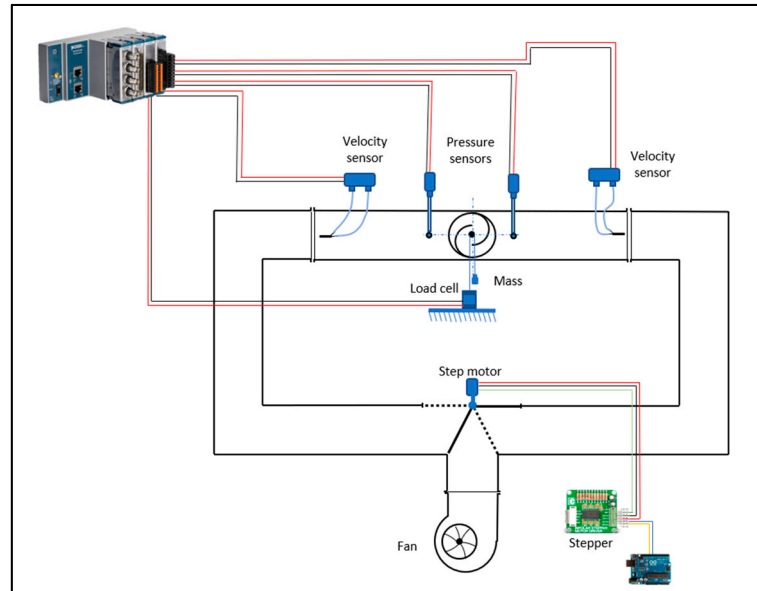 Velocity
sensor
Pressure
sensors
Velocity
sensor
Mass
Load cell
Step motor
Fan
Stepper